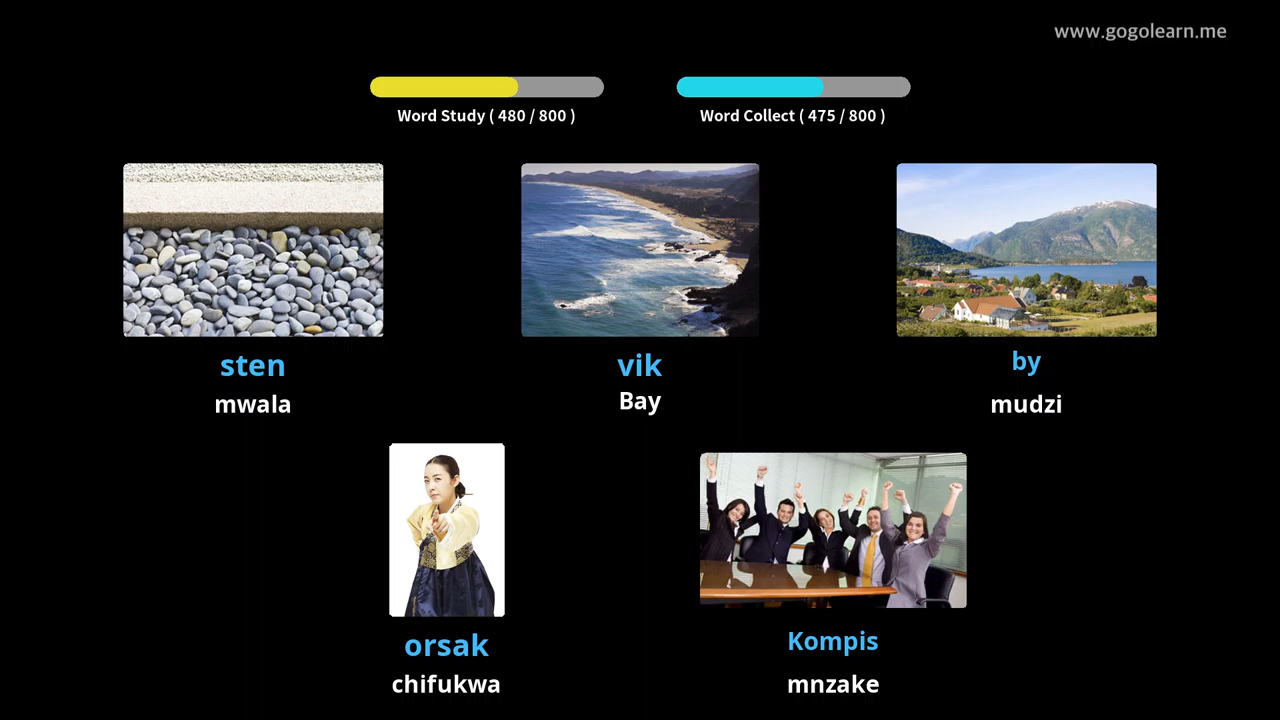 www.gogolearn.me
Word Study ( 480 / 800 )
Word Collect ( 475 / 800 )
sten
mwala
vik
Bay
by
mudzi
orsak
chifukwa
Kompis
mnzake